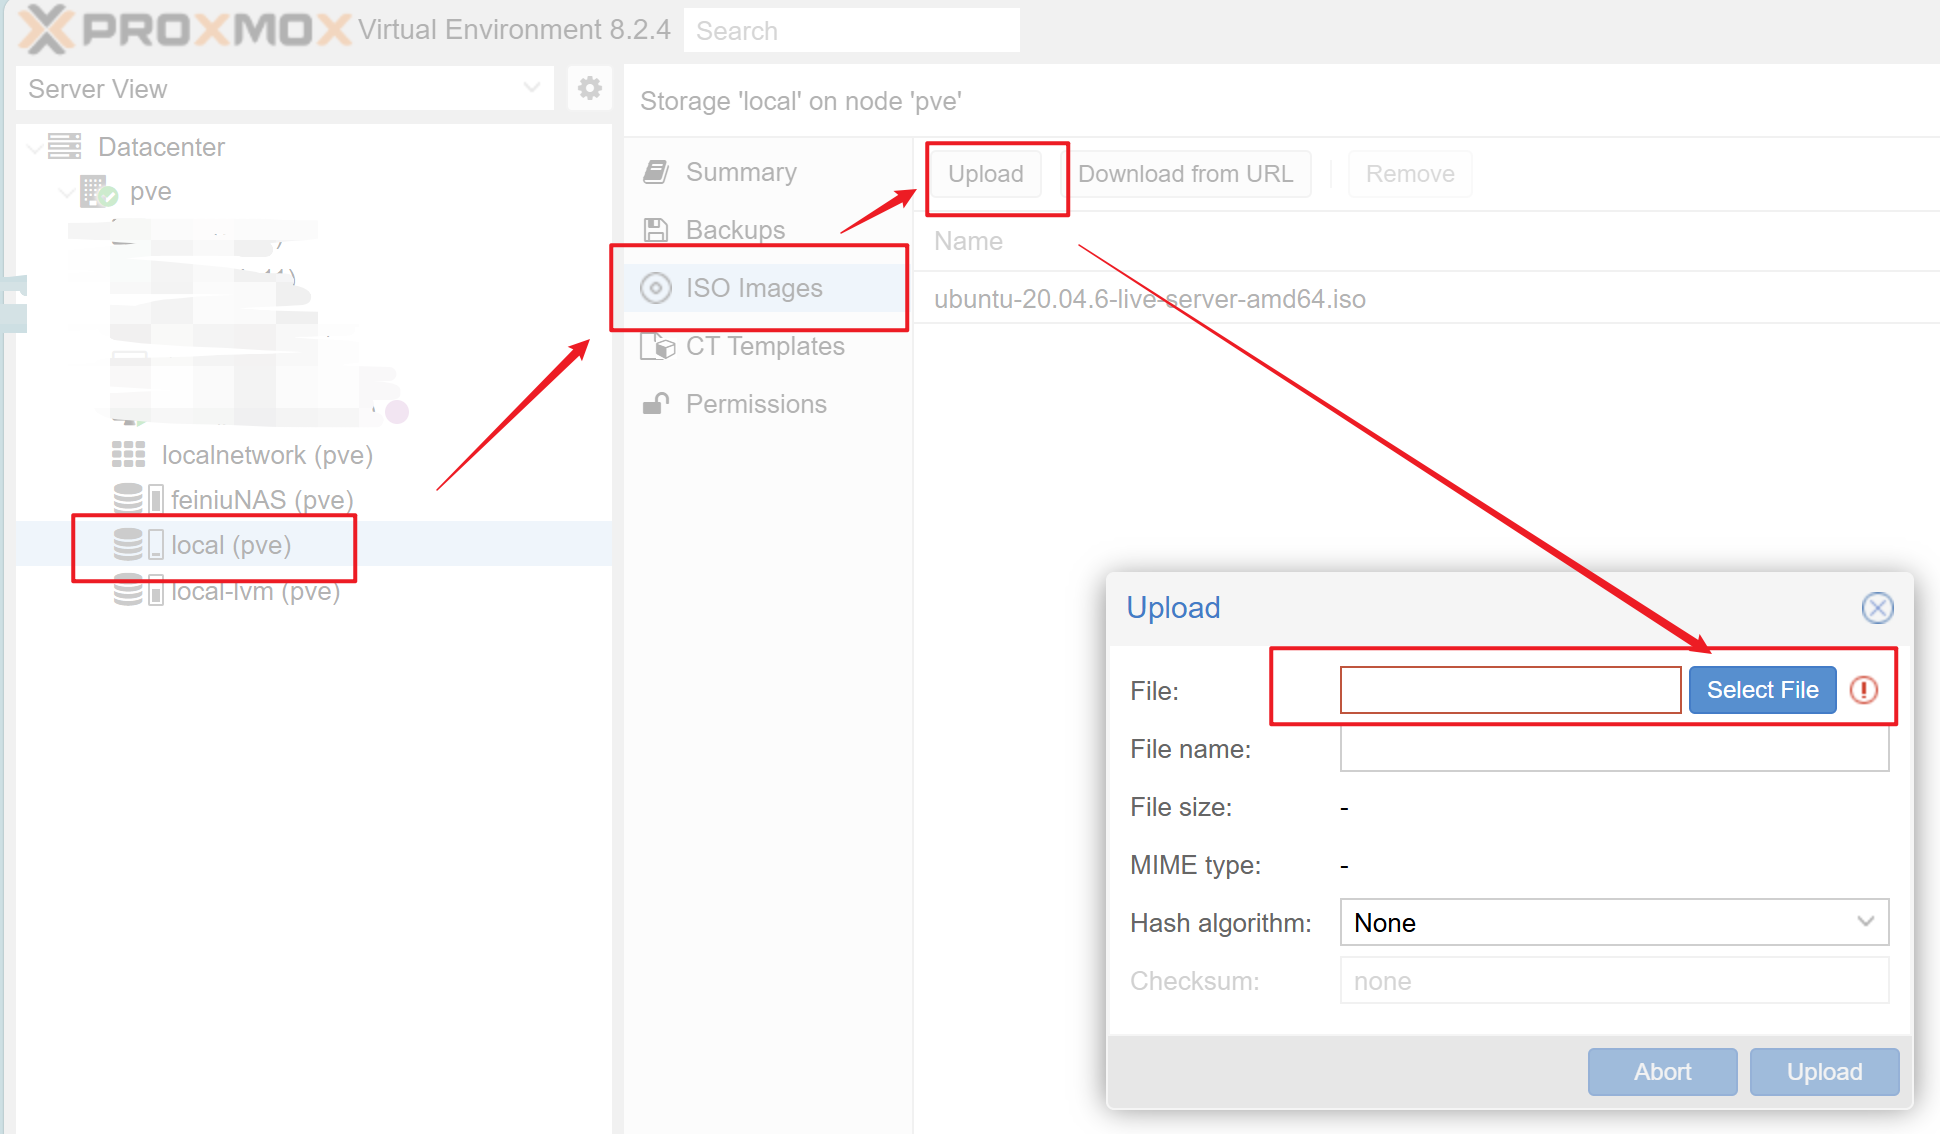 PROXMOX Virtual Environment 8.2.4 Search
Server View
Storage 'local' on node 'pve'
Datacenter
pve
localnetwork (pve)
feiniuNAS (pve)
local (pve)
local-lvm (pve)
Summary
Backups
ISO Images
CT Templates
Permissions
Upload Download from URL Remove
Name
ubuntu-20.04.6-live-server-amd64.iso
Upload
File: Select File
File name:
File size: -
MIME type: -
Hash algorithm: None
Checksum: none
Abort Upload